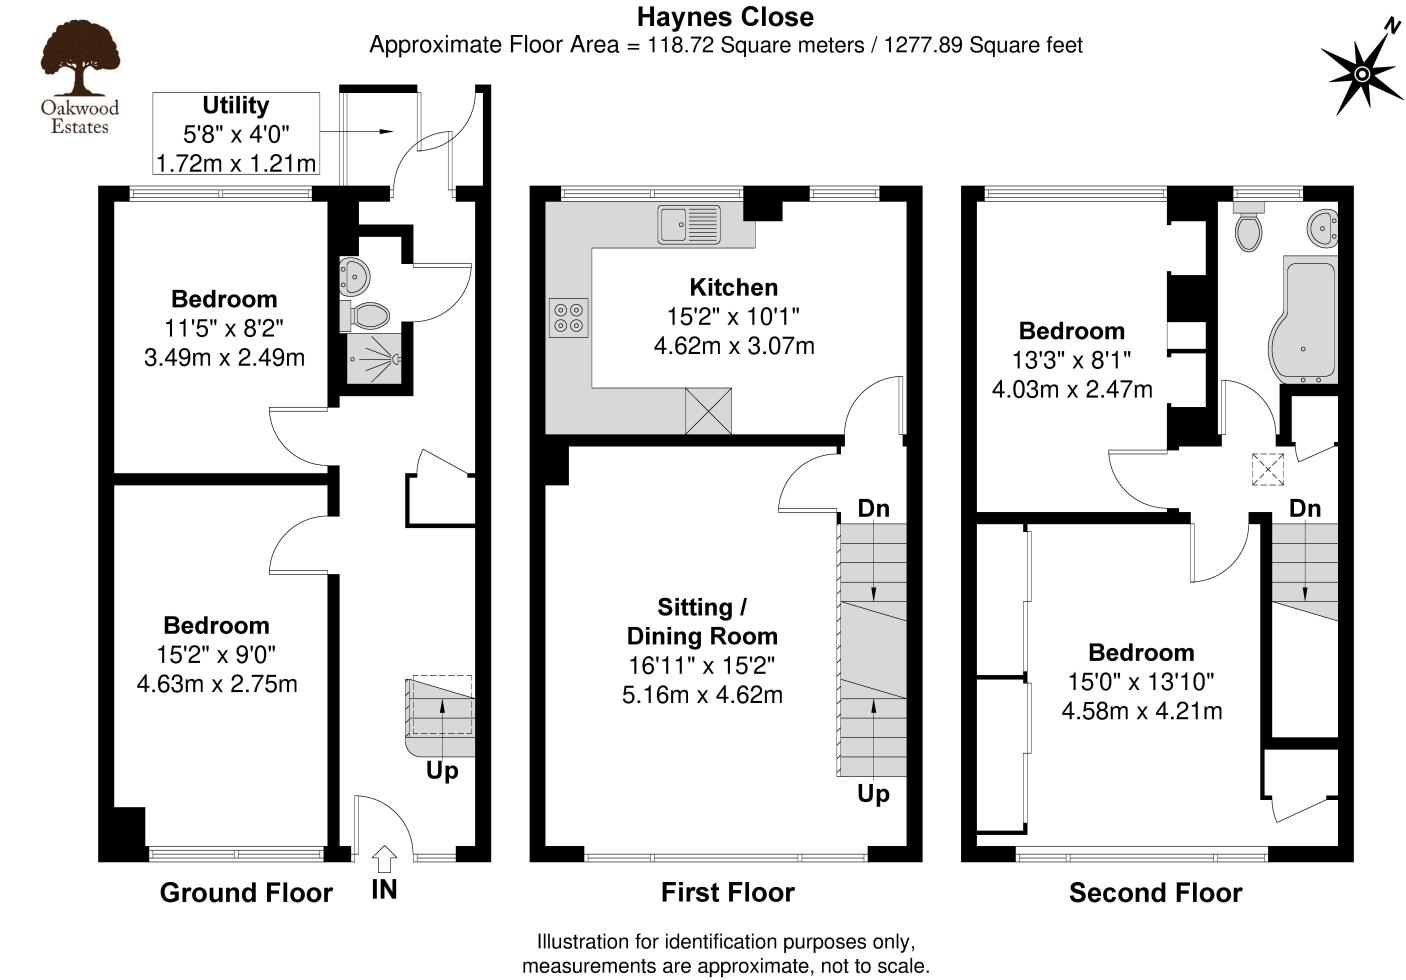 Haynes Close
Approximate Floor Area = 118.72 Square meters / 1277.89 Square feet
N
Oakwood
Estates
Utility
5'8" x 4'0"
1.72m x 1.21m
Bedroom
11'5" x 8'2"
3.49m x 2.49m
Bedroom
15'2" x 9'0"
4.63m x 2.75m
Up
IN
Ground Floor
Kitchen
15'2" x 10'1"
4.62m x 3.07m
Dn
Sitting /
Dining Room
16'11" x 15'2"
5.16m x 4.62m
Up
First Floor
Bedroom
13'3" x 8'1"
4.03m x 2.47m
Dn
Bedroom
15'0" x 13'10"
4.58m x 4.21m
Second Floor
Illustration for identification purposes only,
measurements are approximate, not to scale.